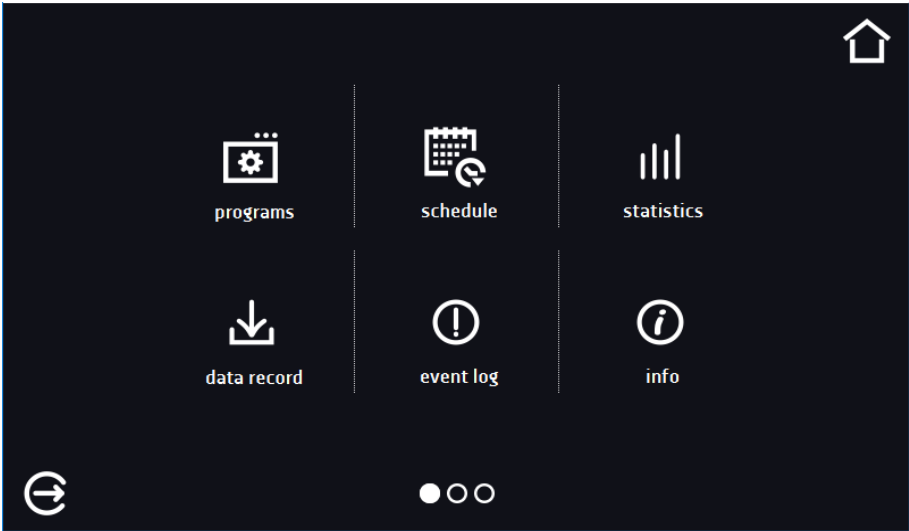 programs
schedule
statistics
data record
event log
info